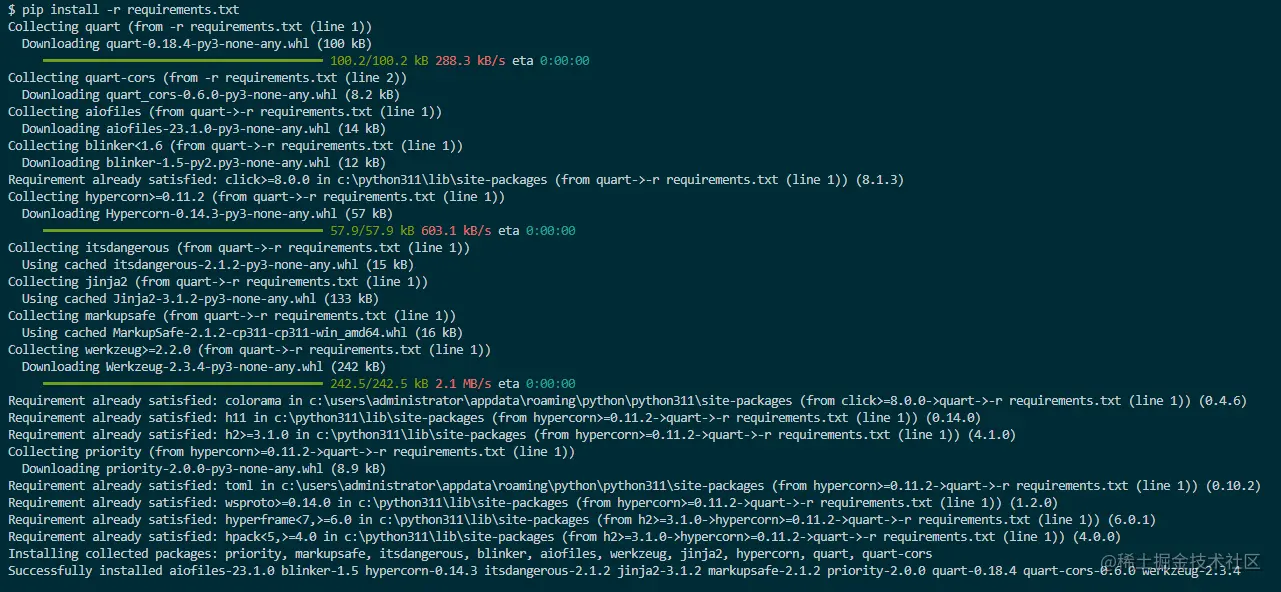 $ pip install -r requirements.txt
Collecting quart (from -r requirements.txt (line 1))
Downloading quart-0.18.4-py3-none-any.whl (100 kB)
100.2/100.2 kB 288.3 kB/s eta 0:00:00
Collecting quart-cors (from -r requirements.txt (line 2))
Downloading quart_cors-0.6.0-py3-none-any.whl (8.2 kB)
Collecting aiofiles (from quart->-r requirements.txt (line 1))
Downloading aiofiles-23.1.0-py3-none-any.whl (14 kB)
Collecting blinker<1.6 (from quart->-r requirements.txt (line 1))
Downloading blinker-1.5-py2.py3-none-any.whl (12 kB)
Requirement already satisfied: click>=8.0.0 in c:\python311\lib\site-packages (from quart->-r requirements.txt (line 1)) (8.1.3)
Collecting hypercorn>=0.11.2 (from quart->-r requirements.txt (line 1))
Downloading Hypercorn-0.14.3-py3-none-any.whl (57 kB)
57.9/57.9 kB 603.1 kB/s eta 0:00:00
Collecting itsdangerous (from quart->-r requirements.txt (line 1))
Using cached itsdangerous-2.1.2-py3-none-any.whl (15 kB)
Collecting jinja2 (from quart->-r requirements.txt (line 1))
Using cached Jinja2-3.1.2-py3-none-any.whl (133 kB)
Collecting markupsafe (from quart->-r requirements.txt (line 1))
Using cached MarkupSafe-2.1.2-cp311-cp311-win_amd64.whl (16 kB)
Collecting werkzeug>=2.2.0 (from quart->-r requirements.txt (line 1))
Downloading Werkzeug-2.3.4-py3-none-any.whl (242 kB)
242.5/242.5 kB 2.1 MB/s eta 0:00:00
Requirement already satisfied: colorama in c:\users\administrator\appdata\roaming\python\python311\site-packages (from click>=8.0.0->quart->-r requirements.txt (line 1)) (0.4.6)
Requirement already satisfied: h11 in c:\python311\lib\site-packages (from hypercorn>=0.11.2->quart->-r requirements.txt (line 1)) (0.14.0)
Requirement already satisfied: h2>=3.1.0 in c:\python311\lib\site-packages (from hypercorn>=0.11.2->quart->-r requirements.txt (line 1)) (4.1.0)
Collecting priority (from hypercorn>=0.11.2->quart->-r requirements.txt (line 1))
Downloading priority-2.0.0-py3-none-any.whl (8.9 kB)
Requirement already satisfied: toml in c:\users\administrator\appdata\roaming\python\python311\site-packages (from hypercorn>=0.11.2->quart->-r requirements.txt (line 1)) (0.10.2)
Requirement already satisfied: wsproto>=0.14.0 in c:\python311\lib\site-packages (from hypercorn>=0.11.2->quart->-r requirements.txt (line 1)) (1.2.0)
Requirement already satisfied: hyperframe<7,>=6.0 in c:\python311\lib\site-packages (from h2>=3.1.0->hypercorn>=0.11.2->quart->-r requirements.txt (line 1)) (6.0.1)
Requirement already satisfied: hpack<5,>=4.0 in c:\python311\lib\site-packages (from h2>=3.1.0->hypercorn>=0.11.2->quart->-r requirements.txt (line 1)) (4.0.0)
Installing collected packages: priority, markupsafe, itsdangerous, blinker, aiofiles, werkzeug, jinja2, hypercorn, quart, quart-cors
Successfully installed aiofiles-23.1.0 blinker-1.5 hypercorn-0.14.3 itsdangerous-2.1.2 jinja2-3.1.2 markupsafe-2.1.2 priority-2.0.0 quart-0.18.4 quart-cors-0.6.0 werkzeug-2.3.4
@稀土掘金技术社区